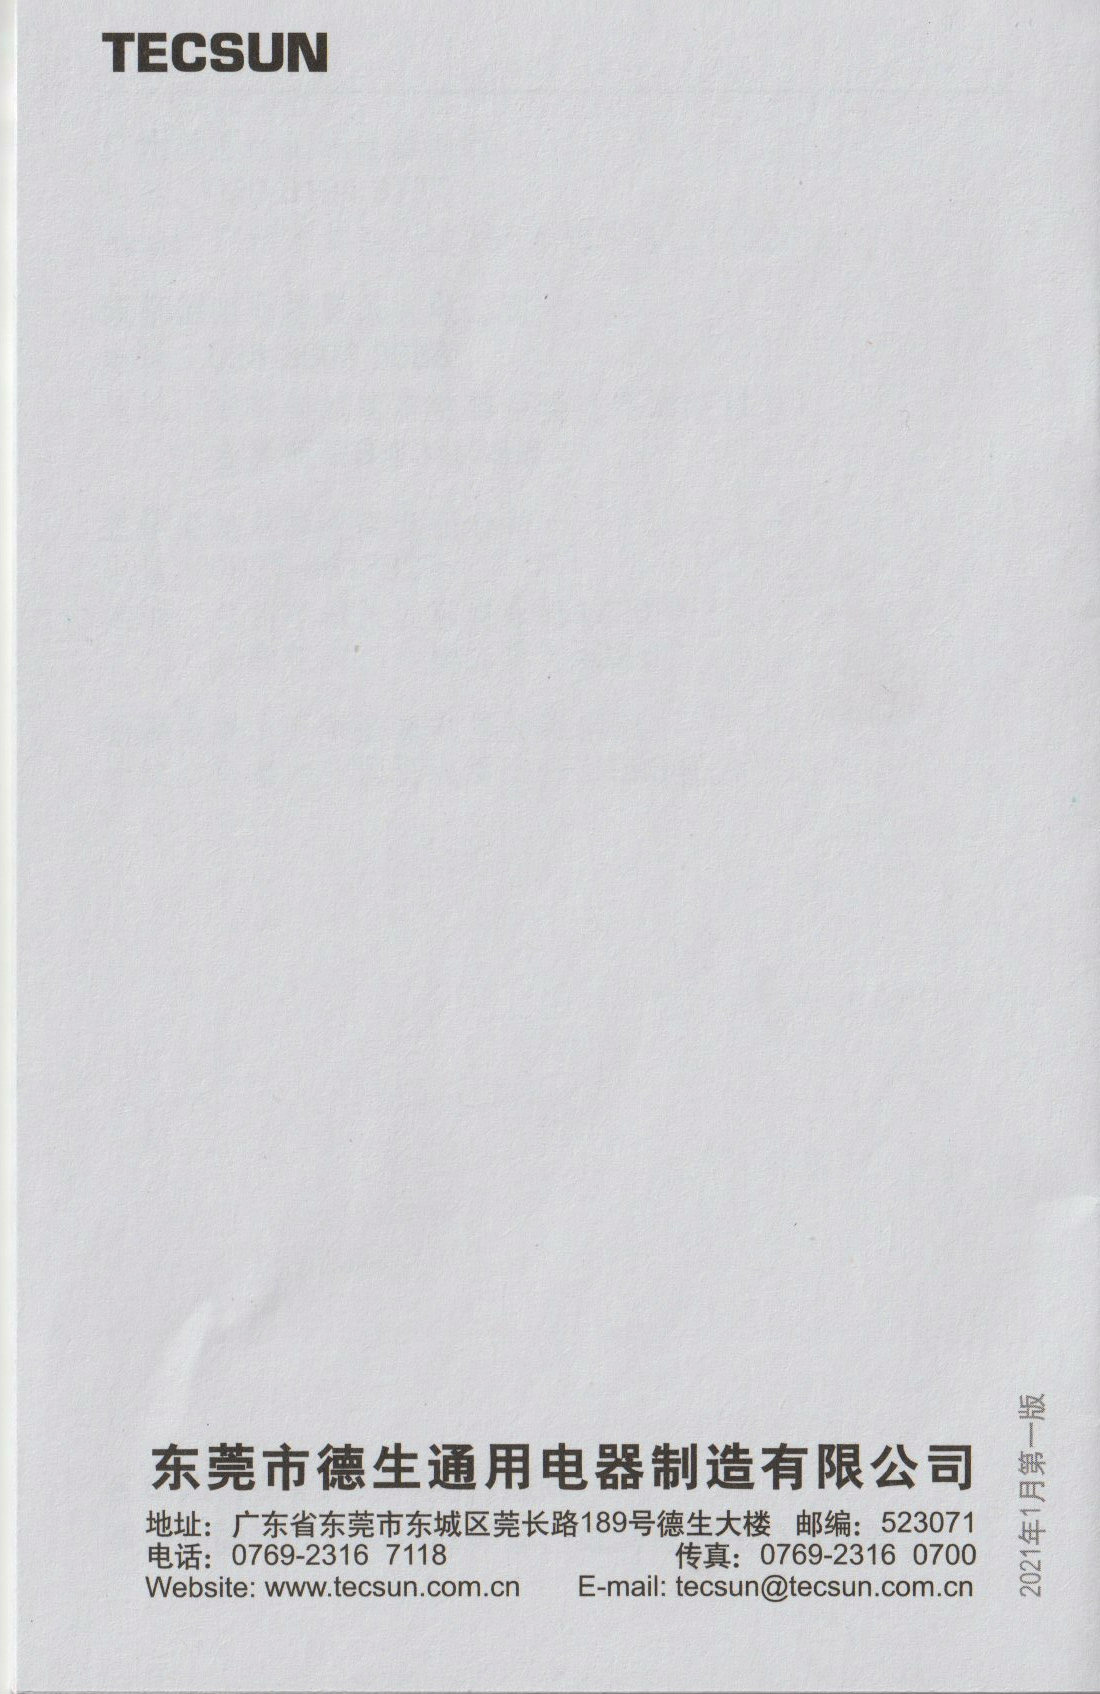 TECSUN
东莞市德生通用电器制造有限公司
地址：广东省东莞市东城区莞长路189号德生大楼 邮编：523071
电话：0769-2316 7118 传真：0769-2316 0700
Website: www.tecsun.com.cn E-mail: tecsun@tecsun.com.cn
2021年1月第一版